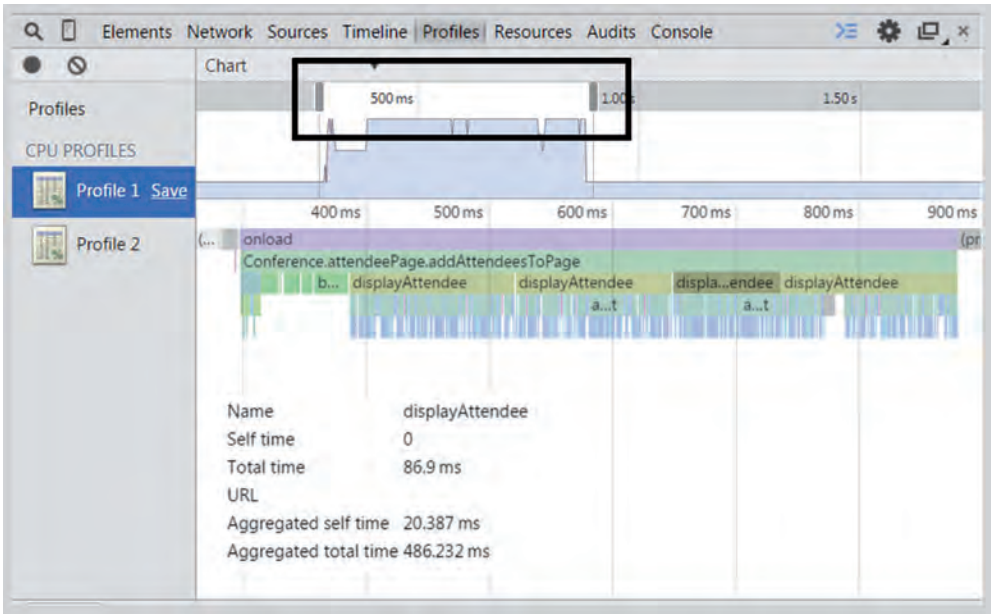 Elements Network Sources Timeline Profiles Resources Audits Console
Chart
Profiles
CPU PROFILES
Profile 1 Save
Profile 2
500 ms 1.00 s 1.50 s
400 ms 500 ms 600 ms 700 ms 800 ms 900 ms
(... onload (pr
Conference.attendeePage.addAttendeesToPage
b... displayAttendee displayAttendee displa...endee displayAttendee
a...t a...t
Name displayAttendee
Self time 0
Total time 86.9 ms
URL
Aggregated self time 20.387 ms
Aggregated total time 486.232 ms